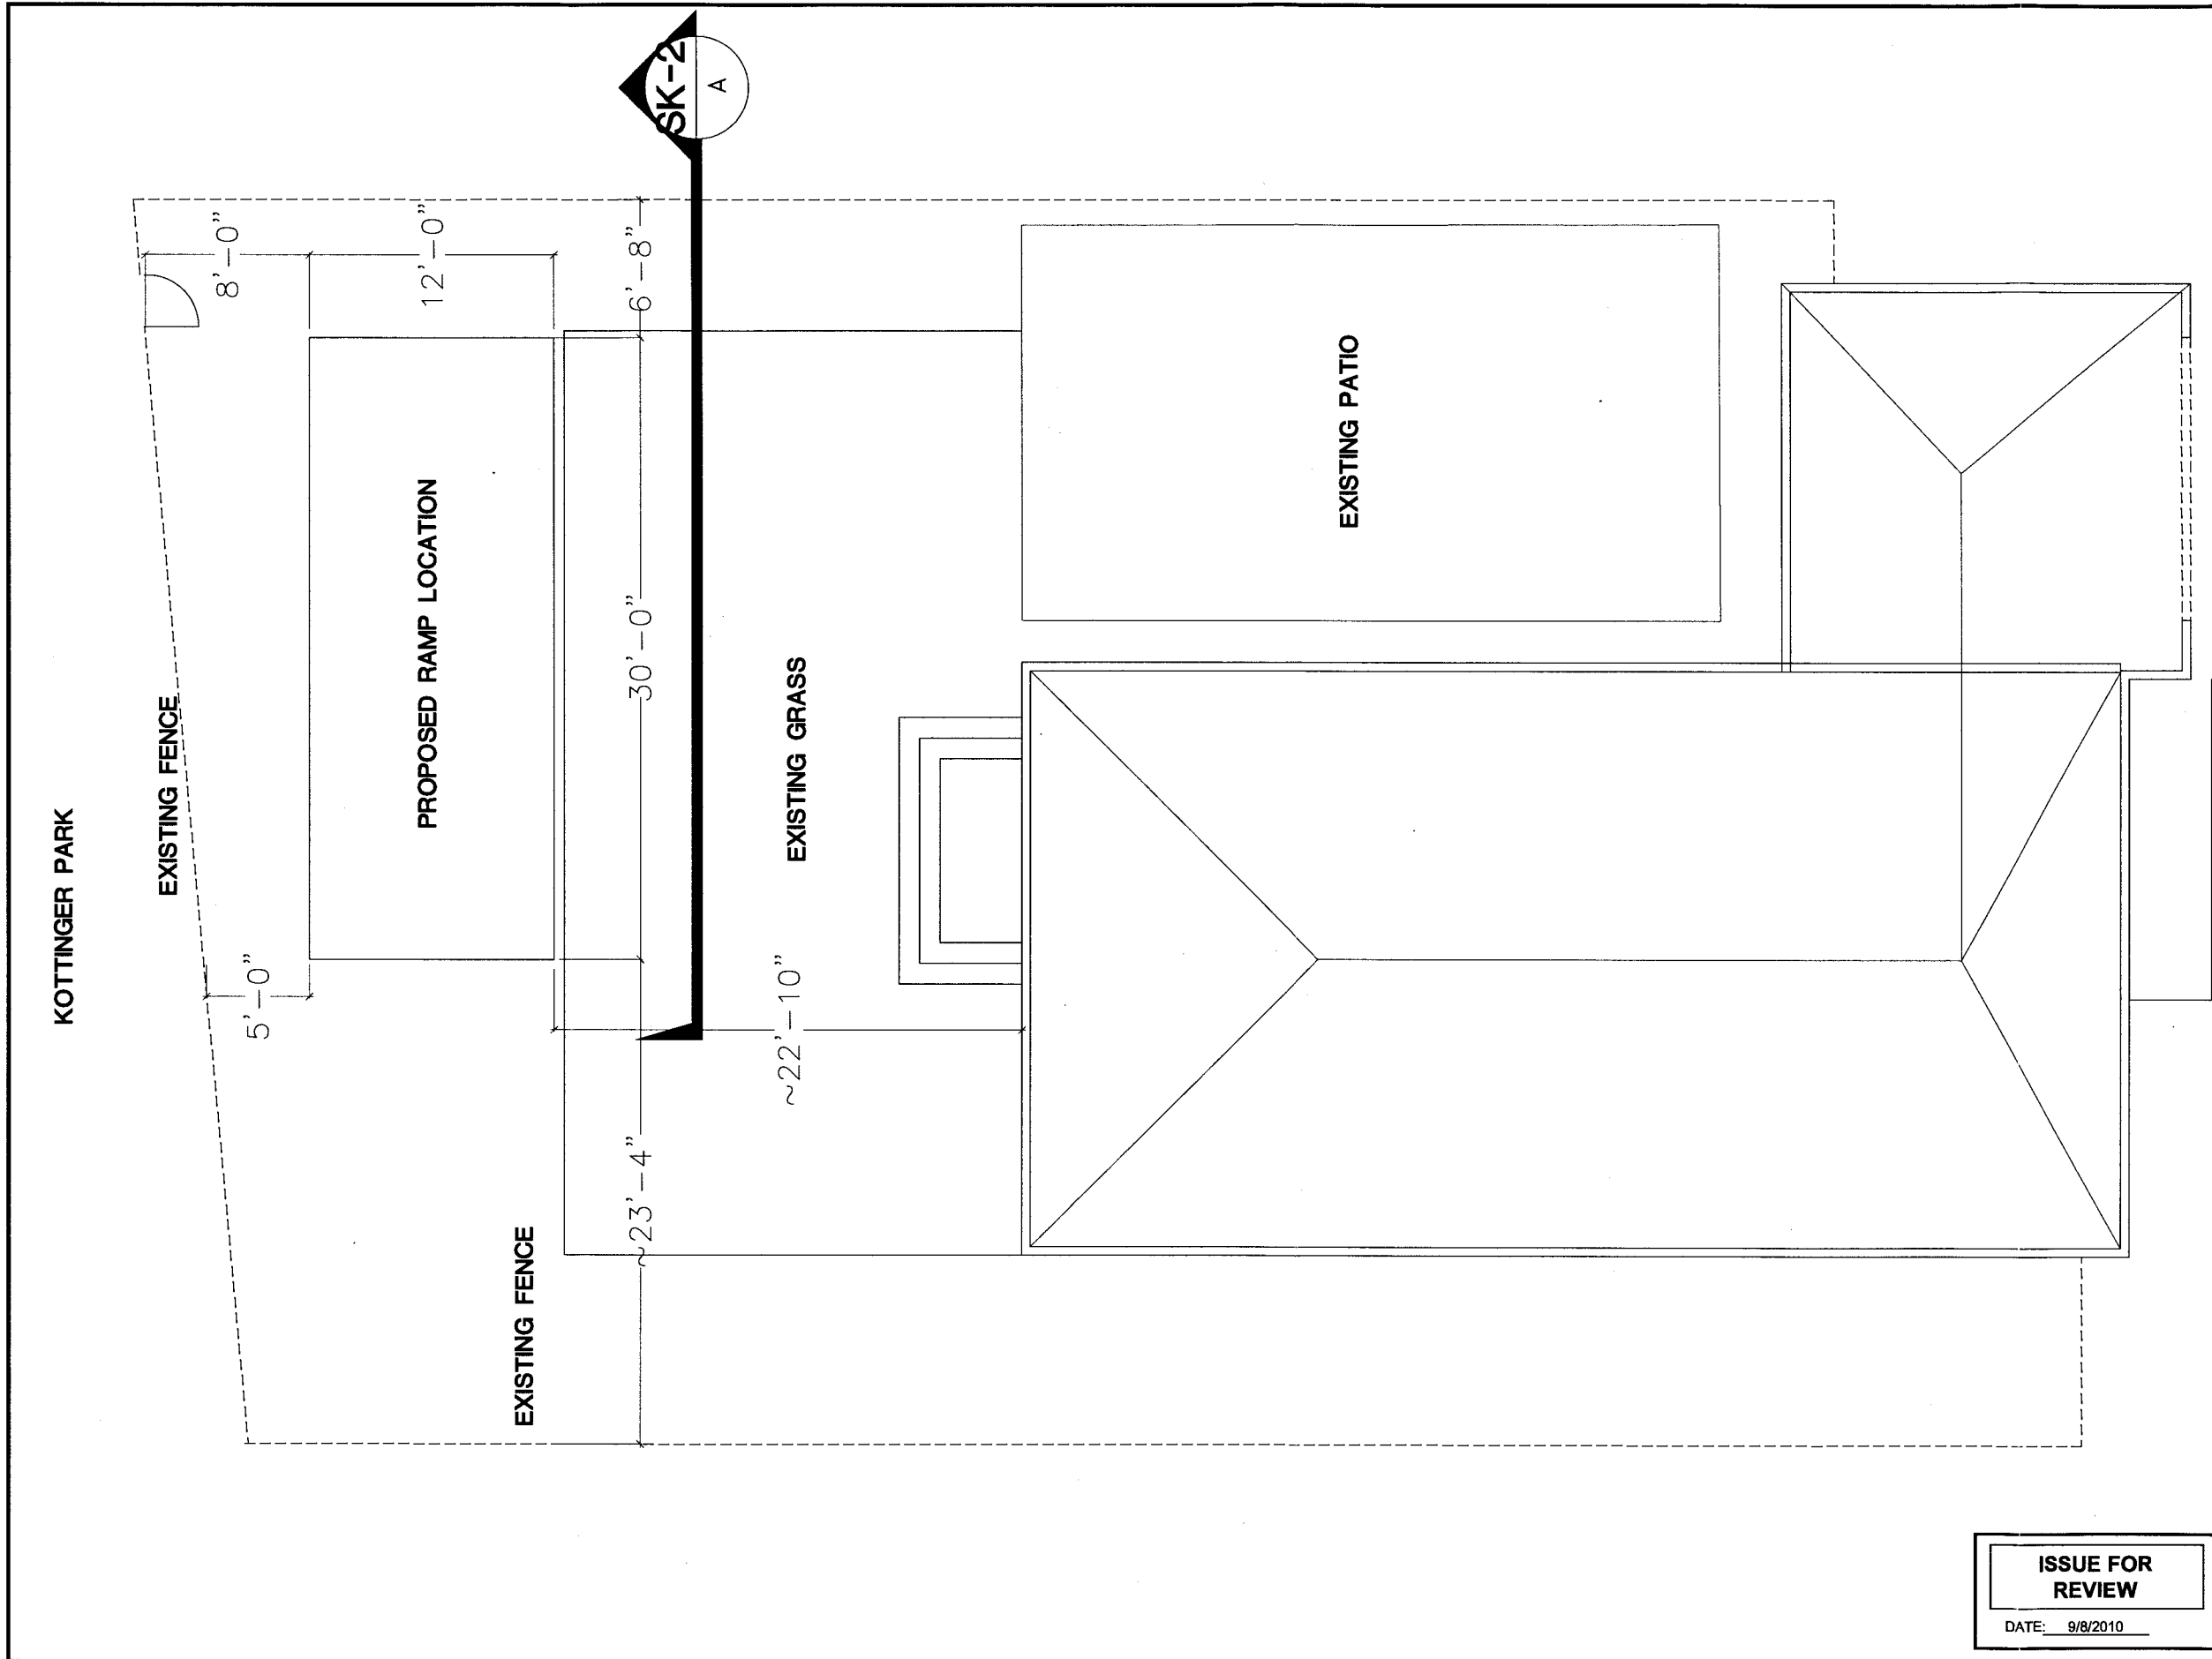 KOTTINGER PARK
EXISTING FENCE
8'-0"
12'-0"
5'-0"
PROPOSED RAMP LOCATION
SK-2
A
6'-8"
30'-0"
~23'-4"
EXISTING FENCE
EXISTING GRASS
~22'-10"
EXISTING PATIO
ISSUE FOR
REVIEW
DATE: 9/8/2010